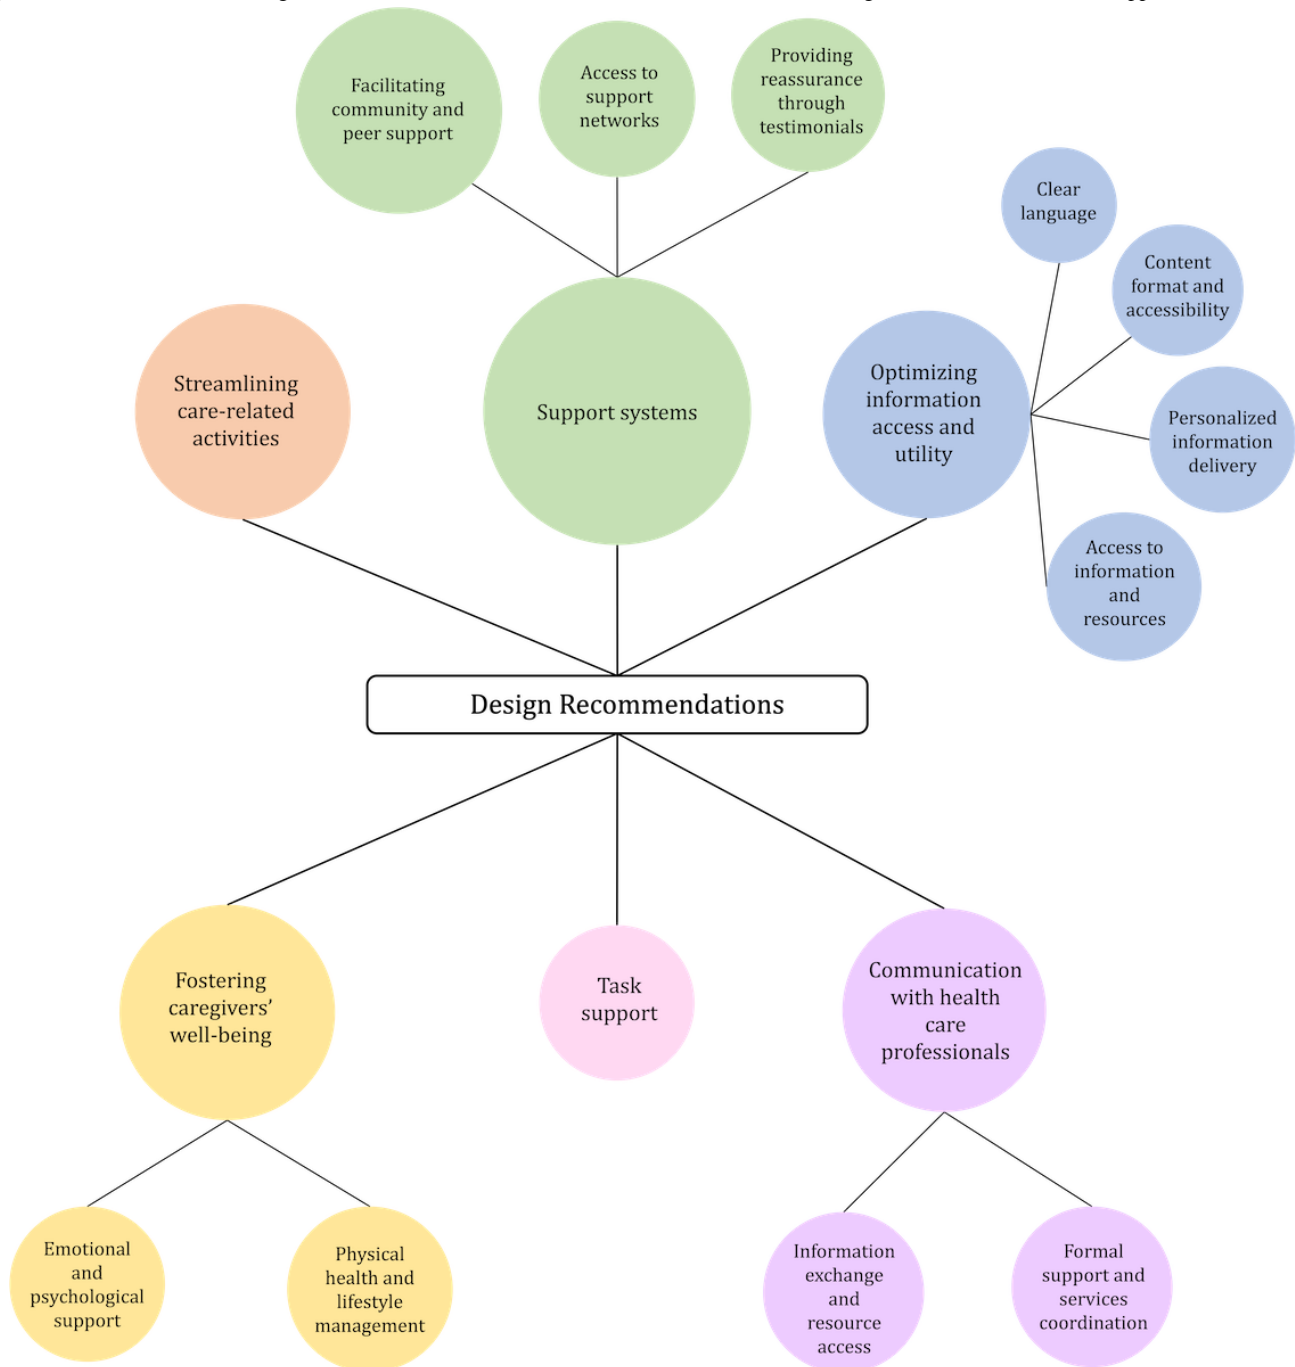 Facilitating
community and
peer support
Access to
support
networks
Providing
reassurance
through
testimonials
Clear
language
Content
format and
accessibility
Personalized
information
delivery
Access to
information
and
resources
Streamlining
care-related
activities
Support systems
Optimizing
information
access and
utility
Design Recommendations
Fostering
caregivers’
well-being
Task
support
Communication
with health
care
professionals
Emotional
and
psychological
support
Physical
health and
lifestyle
management
Information
exchange
and
resource
access
Formal
support and
services
coordination